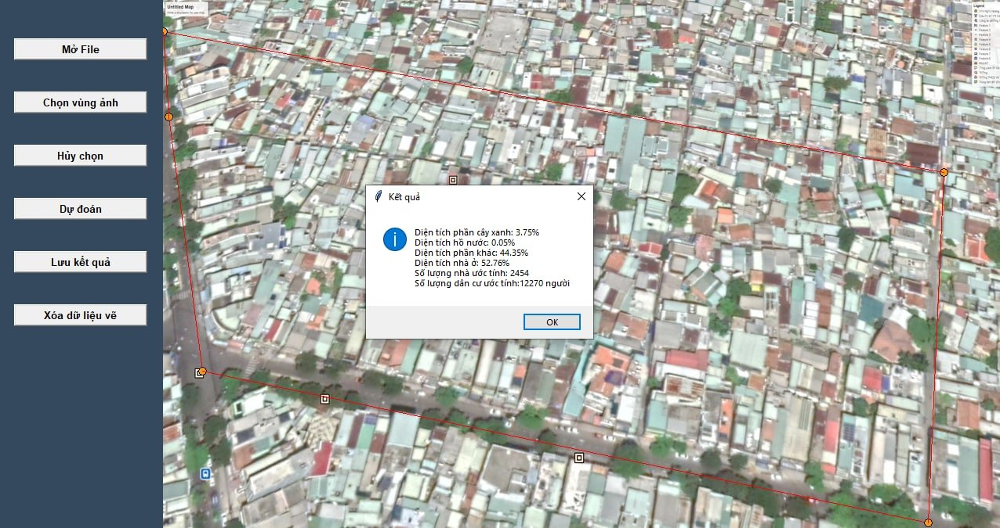 Mở File
Chọn vùng ảnh
Hủy chọn
Dự đoán
Lưu kết quả
Xóa dữ liệu vẽ
Untitled Map
Legend
Kết quả
Diện tích phần cây xanh: 3.75%
Diện tích hồ nước: 0.05%
Diện tích phần khác: 44.35%
Diện tích nhà ở: 52.76%
Số lượng nhà ước tính: 2454
Số lượng dân cư ước tính:12270 người
OK